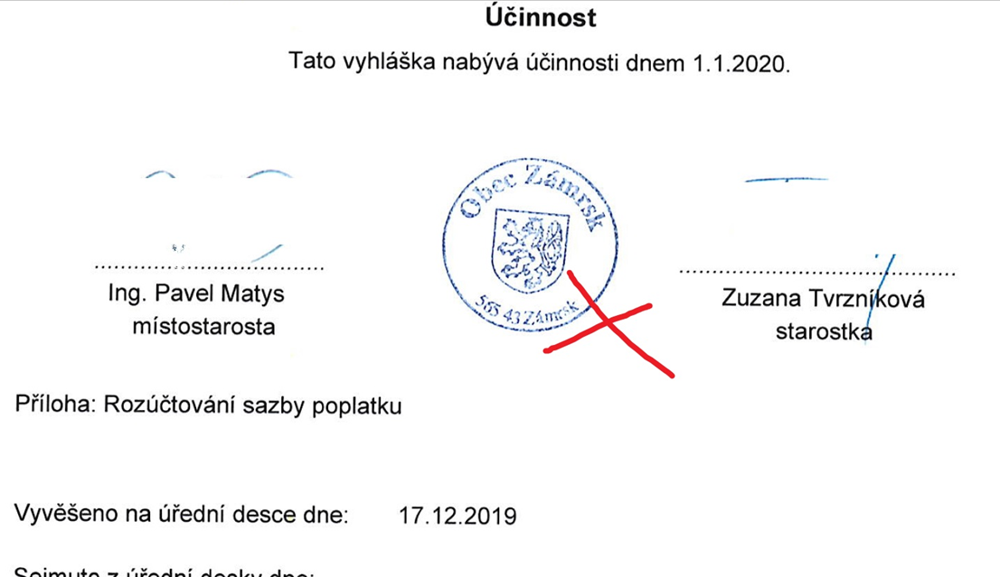 Účinnost
Tato vyhláška nabývá účinnosti dnem 1.1.2020.
Obec Zámrsk
565 43 Zámrsk
Ing. Pavel Matys
místostarosta
Zuzana Tvrzníková
starostka
Příloha: Rozúčtování sazby poplatku
Vyvěšeno na úřední desce dne: 17.12.2019
Sejmuto z úřední desky dne: